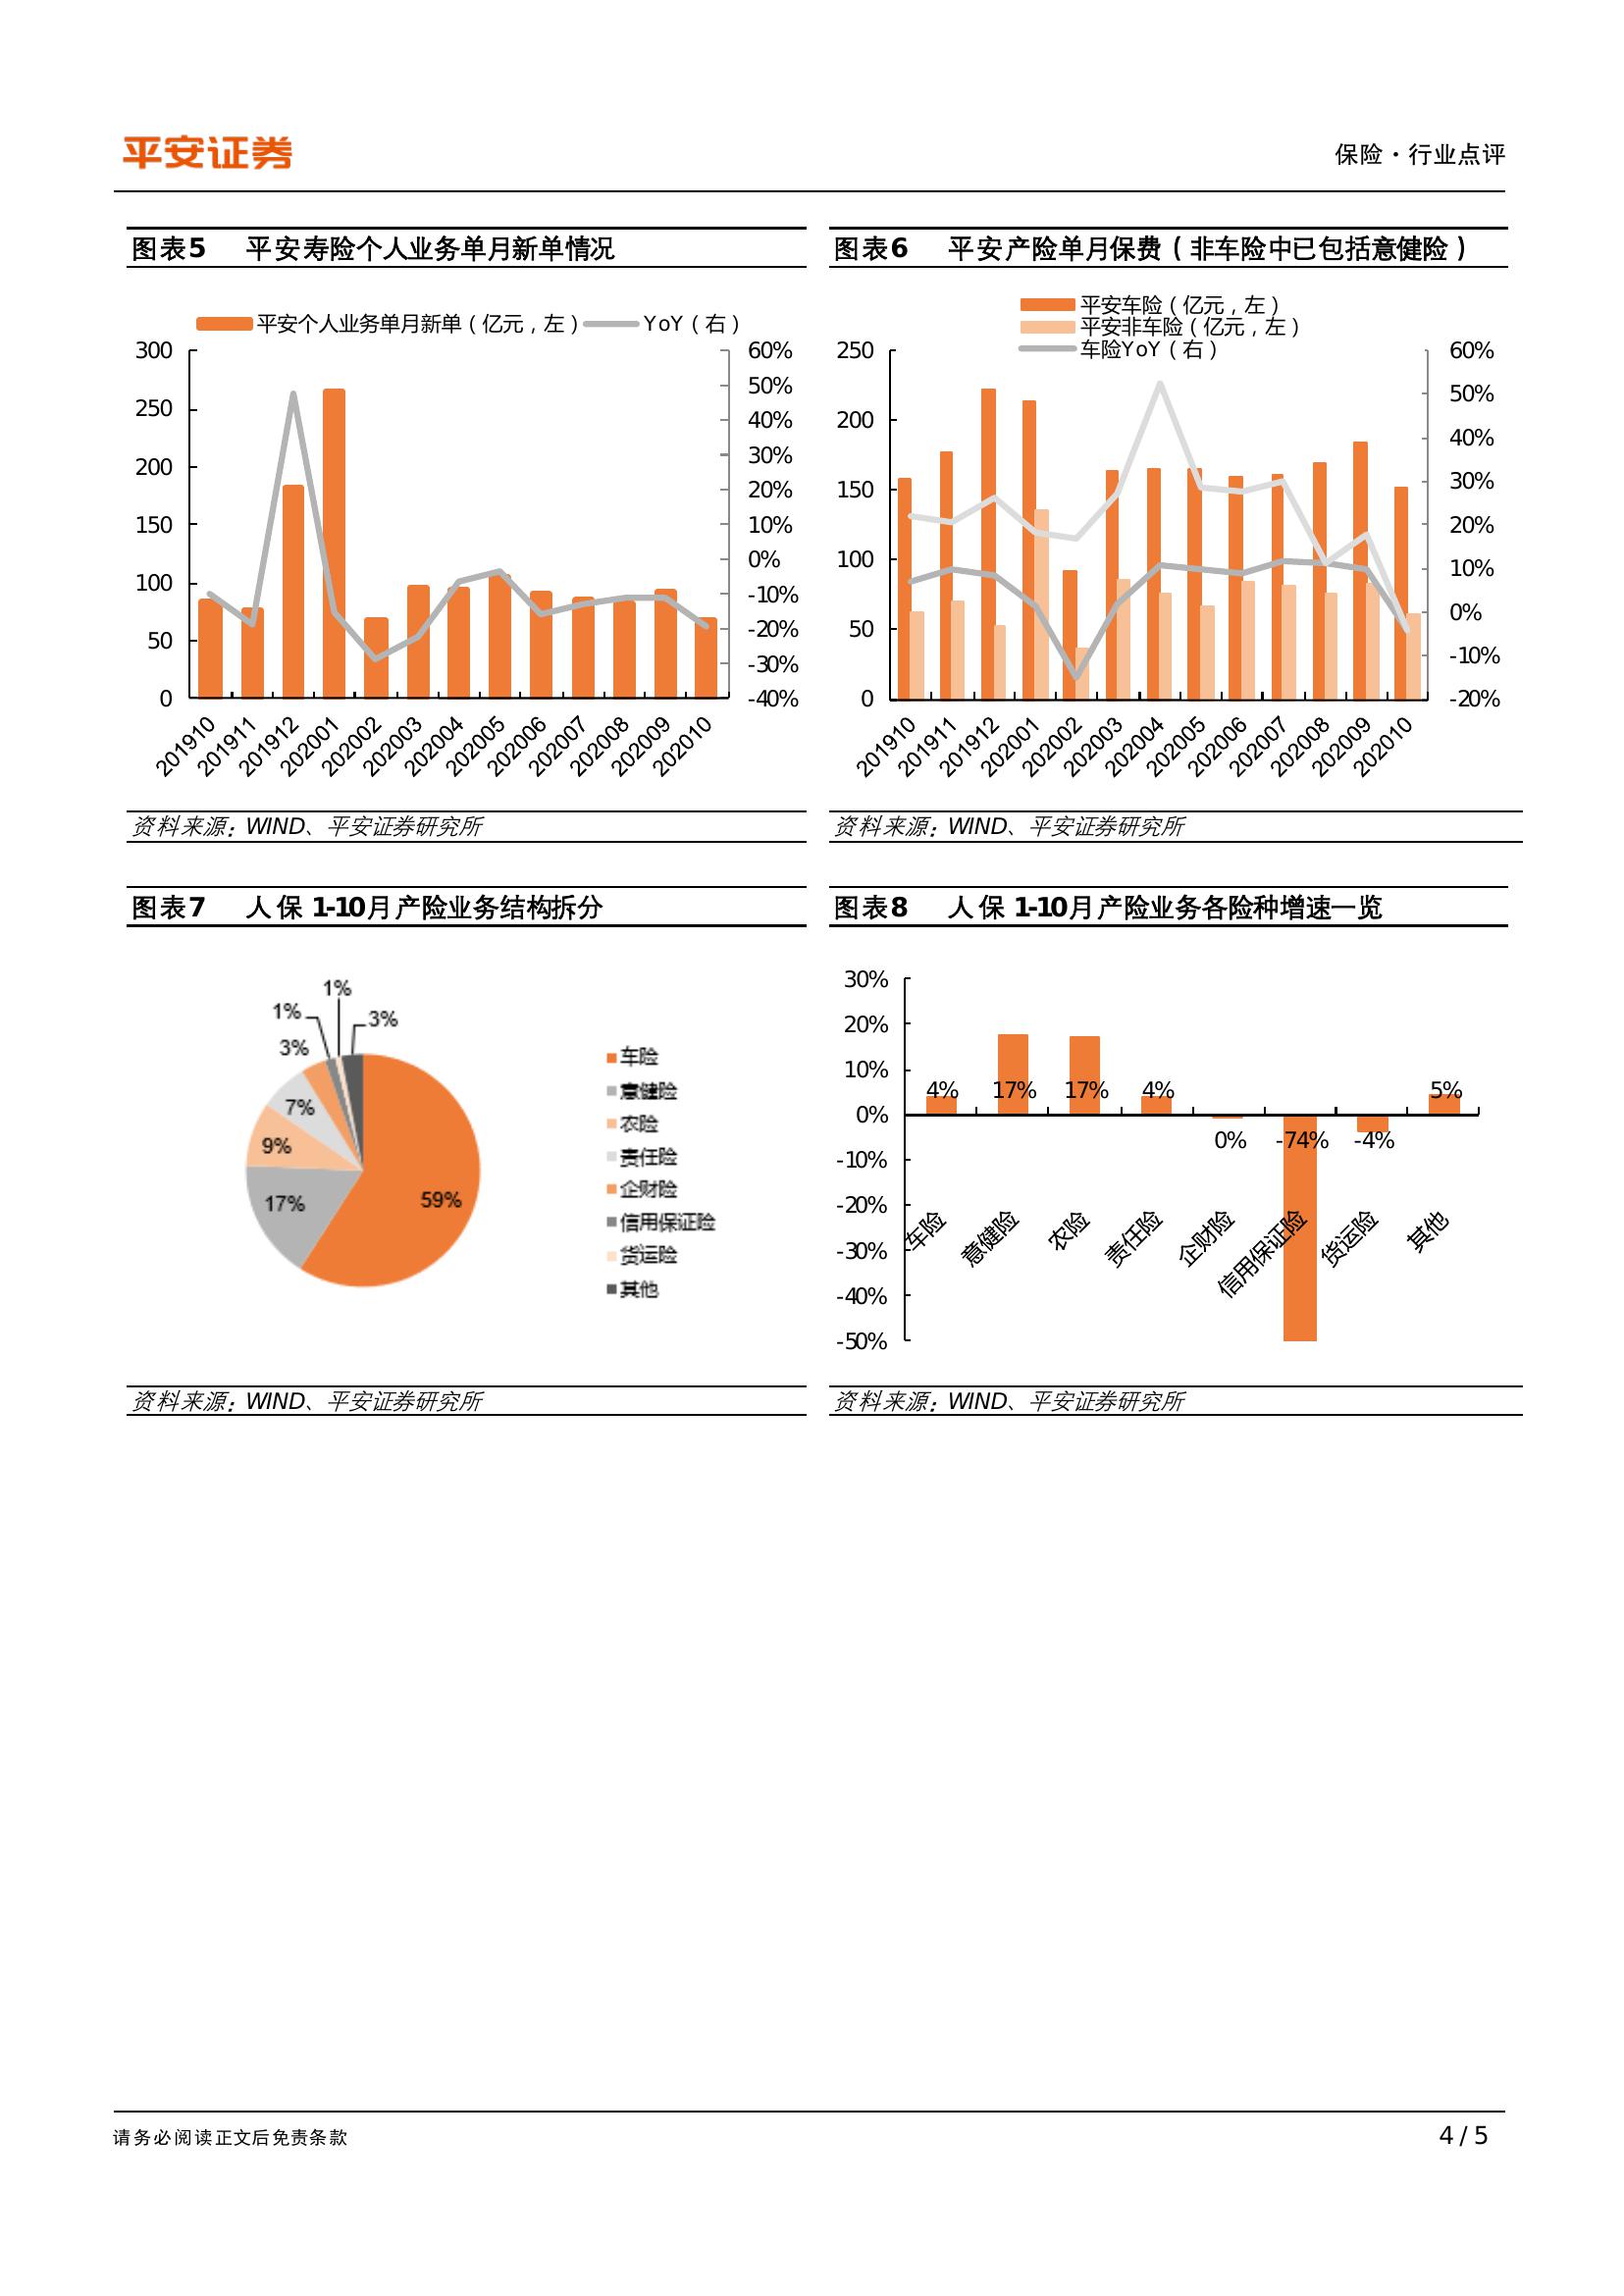 平安证券
保险·行业点评
图表5 平安寿险个人业务单月新单情况
平安个人业务单月新单（亿元，左） YoY（右）
300
250
200
150
100
50
0
60%
50%
40%
30%
20%
10%
0%
-10%
-20%
-30%
-40%
201910
201911
201912
202001
202002
202003
202004
202005
202006
202007
202008
202009
202010
资料来源：WIND、平安证券研究所
图表6 平安产险单月保费（非车险中已包括意健险）
平安车险（亿元，左）
平安非车险（亿元，左）
车险YoY（右）
250
200
150
100
50
0
60%
50%
40%
30%
20%
10%
0%
-10%
-20%
201910
201911
201912
202001
202002
202003
202004
202005
202006
202007
202008
202009
202010
资料来源：WIND、平安证券研究所
图表7 人保 1-10月产险业务结构拆分
1%
1%
3%
3%
7%
9%
17%
59%
车险
意健险
农险
责任险
企财险
信用保证险
货运险
其他
资料来源：WIND、平安证券研究所
图表8 人保 1-10月产险业务各险种增速一览
30%
20%
10%
0%
-10%
-20%
-30%
-40%
-50%
4%
17%
17%
4%
0%
-74%
-4%
5%
车险
意健险
农险
责任险
企财险
信用保证险
货运险
其他
资料来源：WIND、平安证券研究所
请务必阅读正文后免责条款
4 / 5